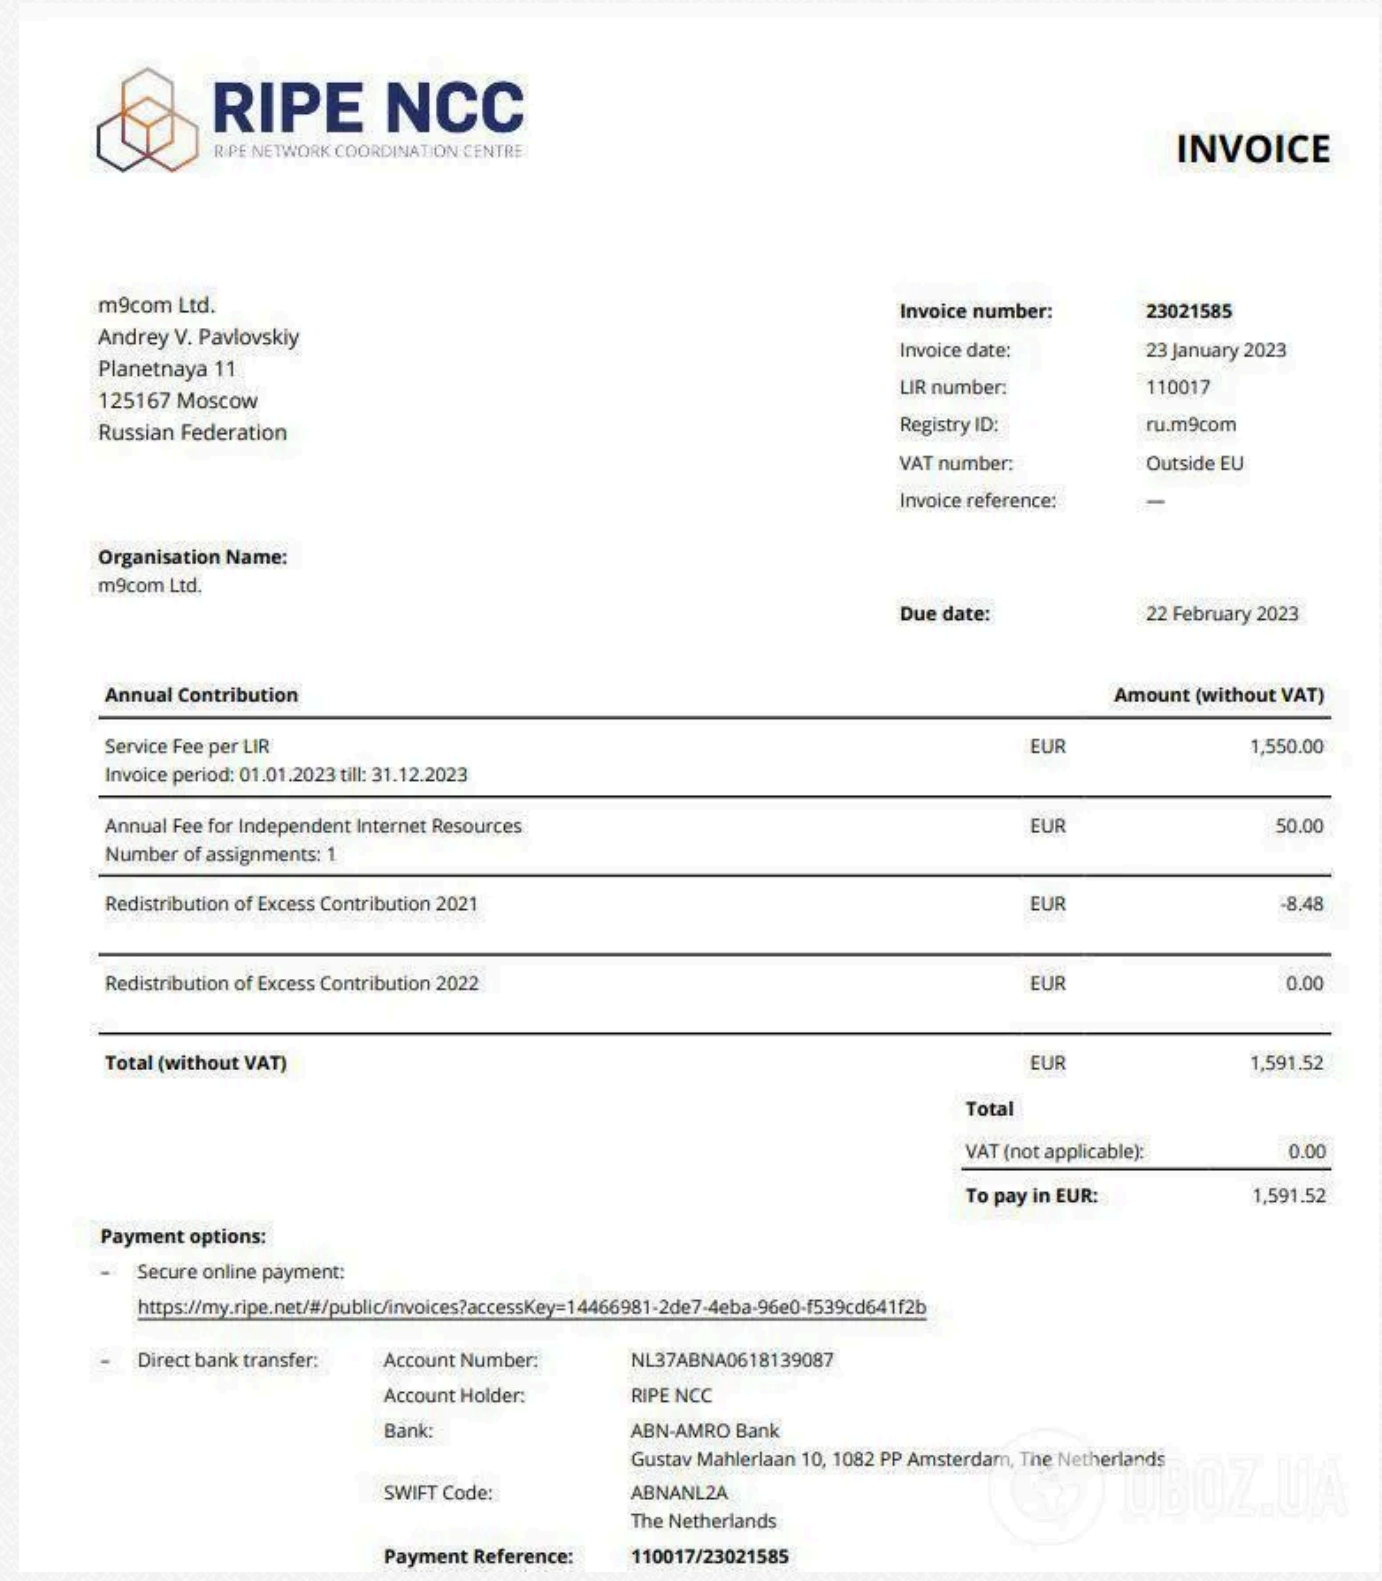 RIPE NCC
RIPE NETWORK COORDINATION CENTRE
INVOICE
m9com Ltd.
Andrey V. Pavlovskiy
Planetnaya 11
125167 Moscow
Russian Federation
Invoice number: 23021585
Invoice date: 23 January 2023
LIR number: 110017
Registry ID: ru.m9com
VAT number: Outside EU
Invoice reference: —
Organisation Name:
m9com Ltd.
Due date: 22 February 2023
Annual Contribution Amount (without VAT)
Service Fee per LIR EUR 1,550.00
Invoice period: 01.01.2023 till: 31.12.2023
Annual Fee for Independent Internet Resources EUR 50.00
Number of assignments: 1
Redistribution of Excess Contribution 2021 EUR -8.48
Redistribution of Excess Contribution 2022 EUR 0.00
Total (without VAT) EUR 1,591.52
Total
VAT (not applicable): 0.00
To pay in EUR: 1,591.52
Payment options:
– Secure online payment:
https://my.ripe.net/#/public/invoices?accessKey=14466981-2de7-4eba-96e0-f539cd641f2b
– Direct bank transfer: Account Number: NL37ABNA0618139087
Account Holder: RIPE NCC
Bank: ABN-AMRO Bank
Gustav Mahlerlaan 10, 1082 PP Amsterdam, The Netherlands
SWIFT Code: ABNANL2A
The Netherlands
Payment Reference: 110017/23021585
OBOZ.UA